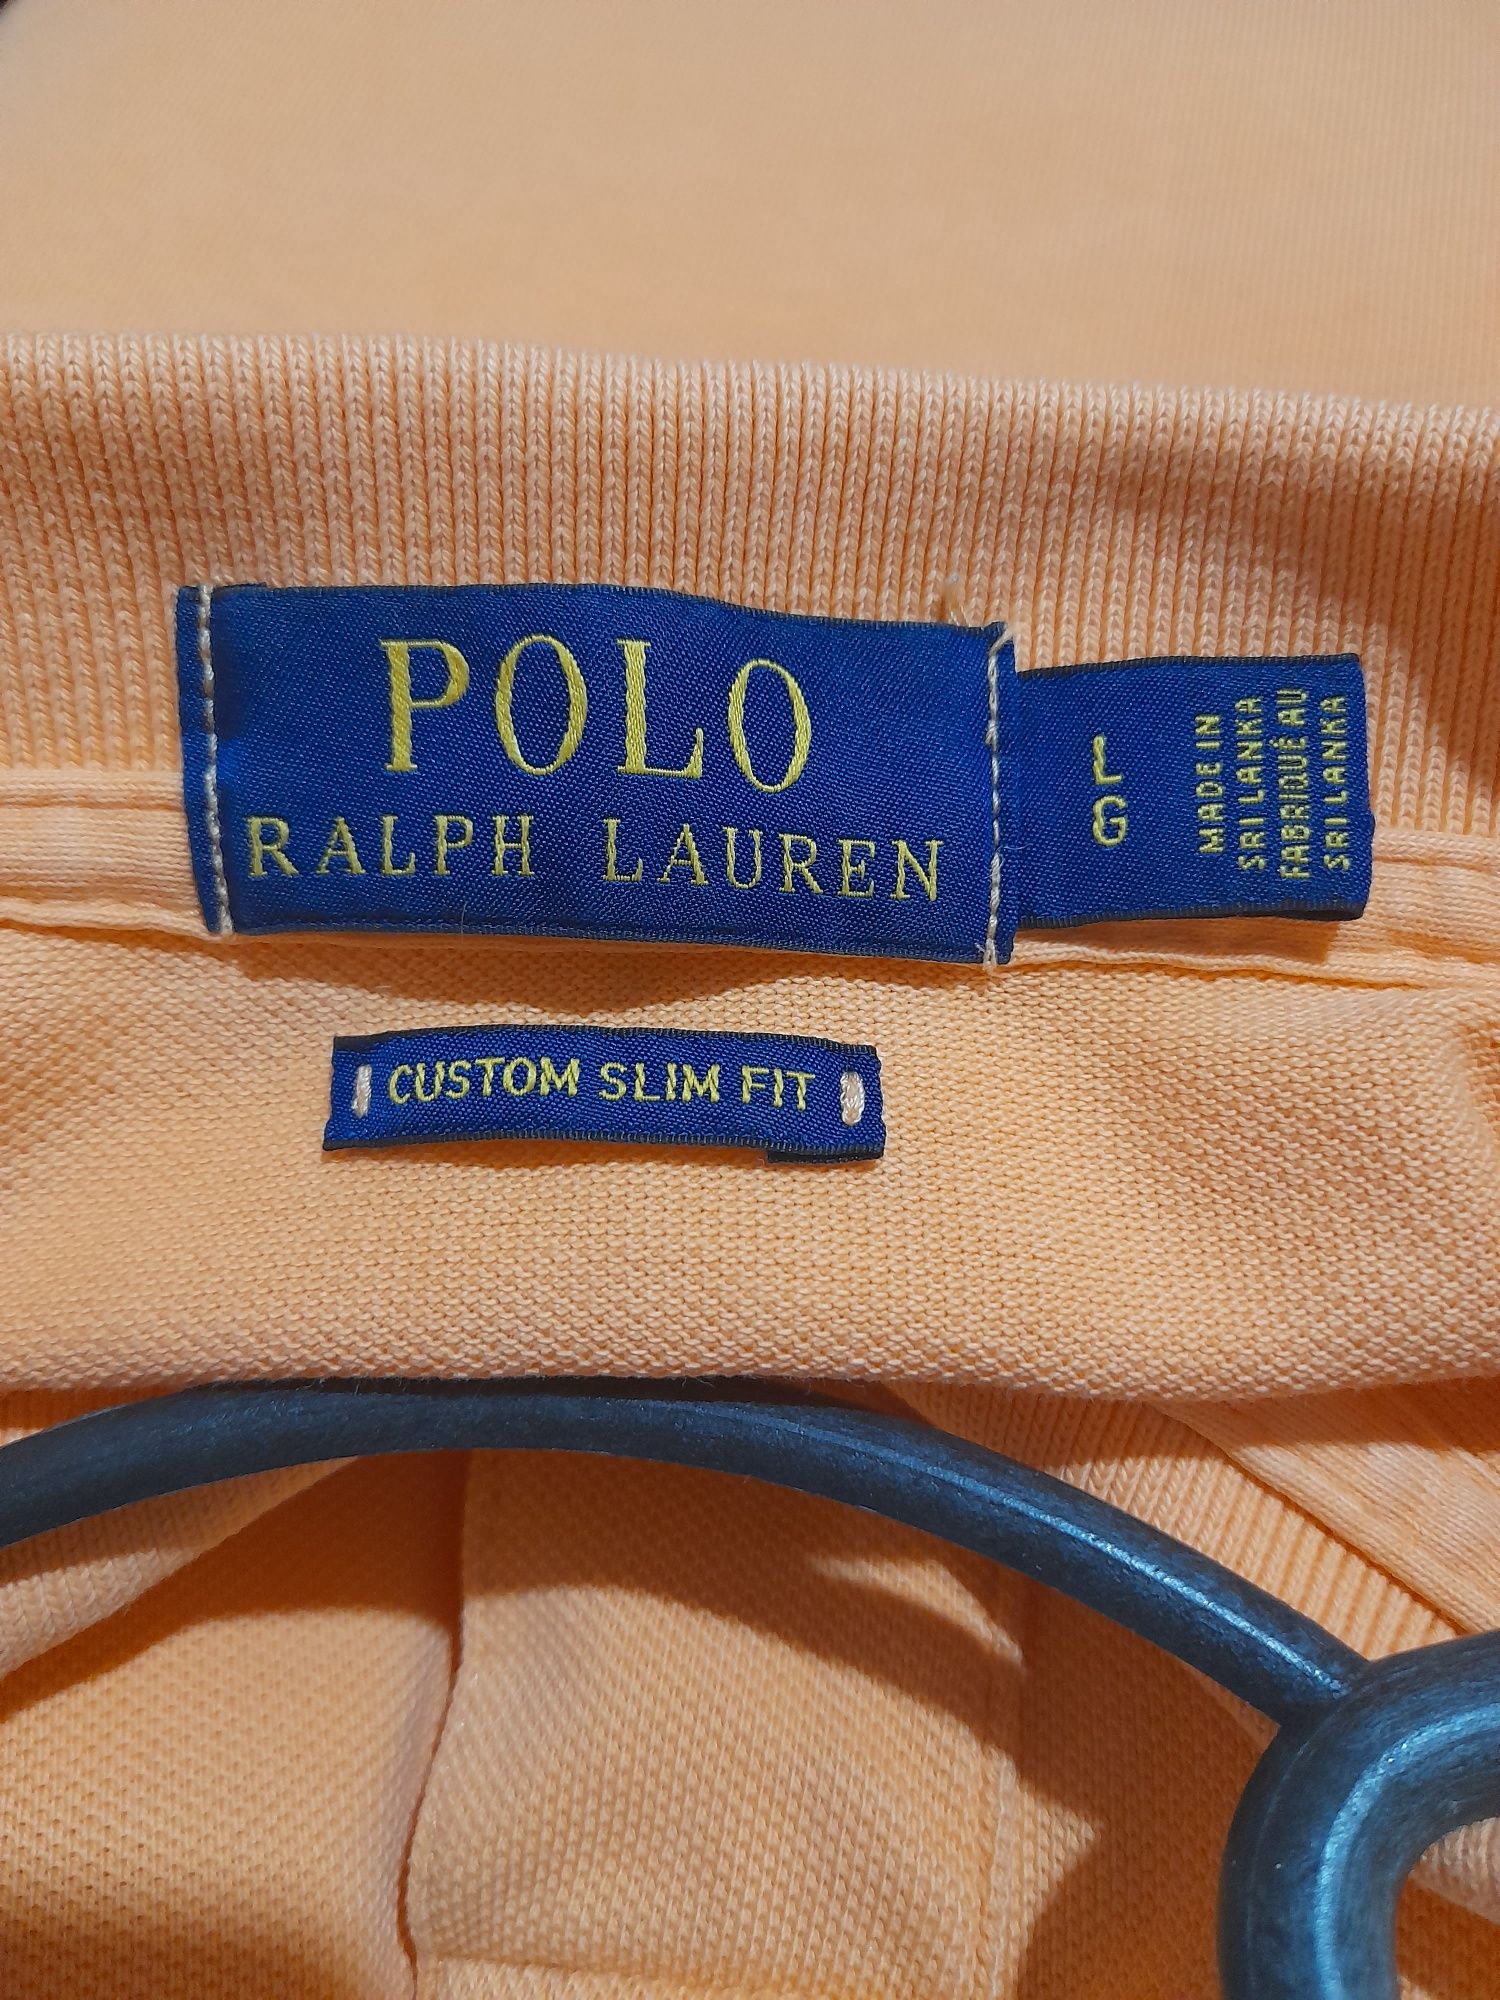 POLO
RALPH LAUREN
L
G
MADE IN
SRI LANKA
FABRIQUÉ AU
SRI LANKA
CUSTOM SLIM FIT